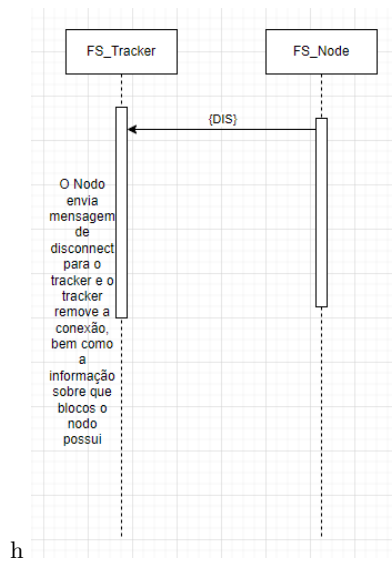 FS_Tracker
FS_Node
{DIS}
O Nodo
envia
mensagem
de
disconnect
para o
tracker e o
tracker
remove a
conexão,
bem como
a
informação
sobre que
blocos o
nodo
possui
h